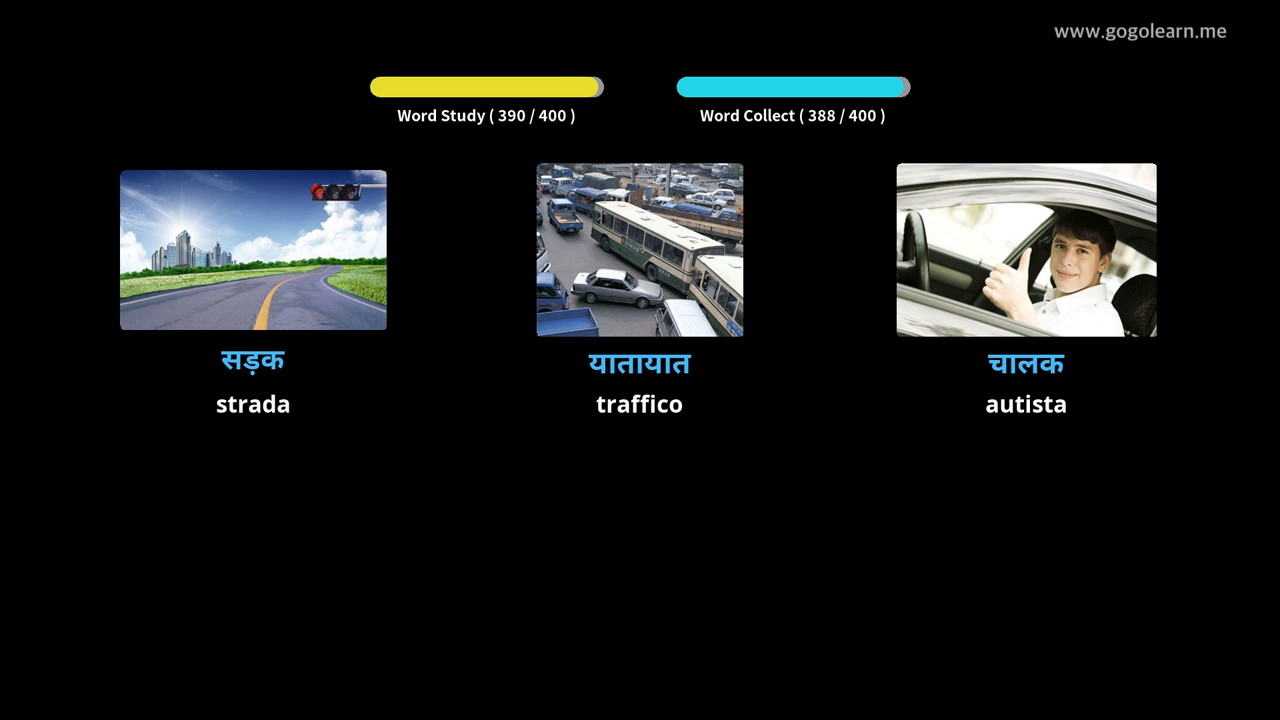 www.gogolearn.me
Word Study ( 390 / 400 )
Word Collect ( 388 / 400 )
सड़क
यातायात
चालक
strada
traffico
autista